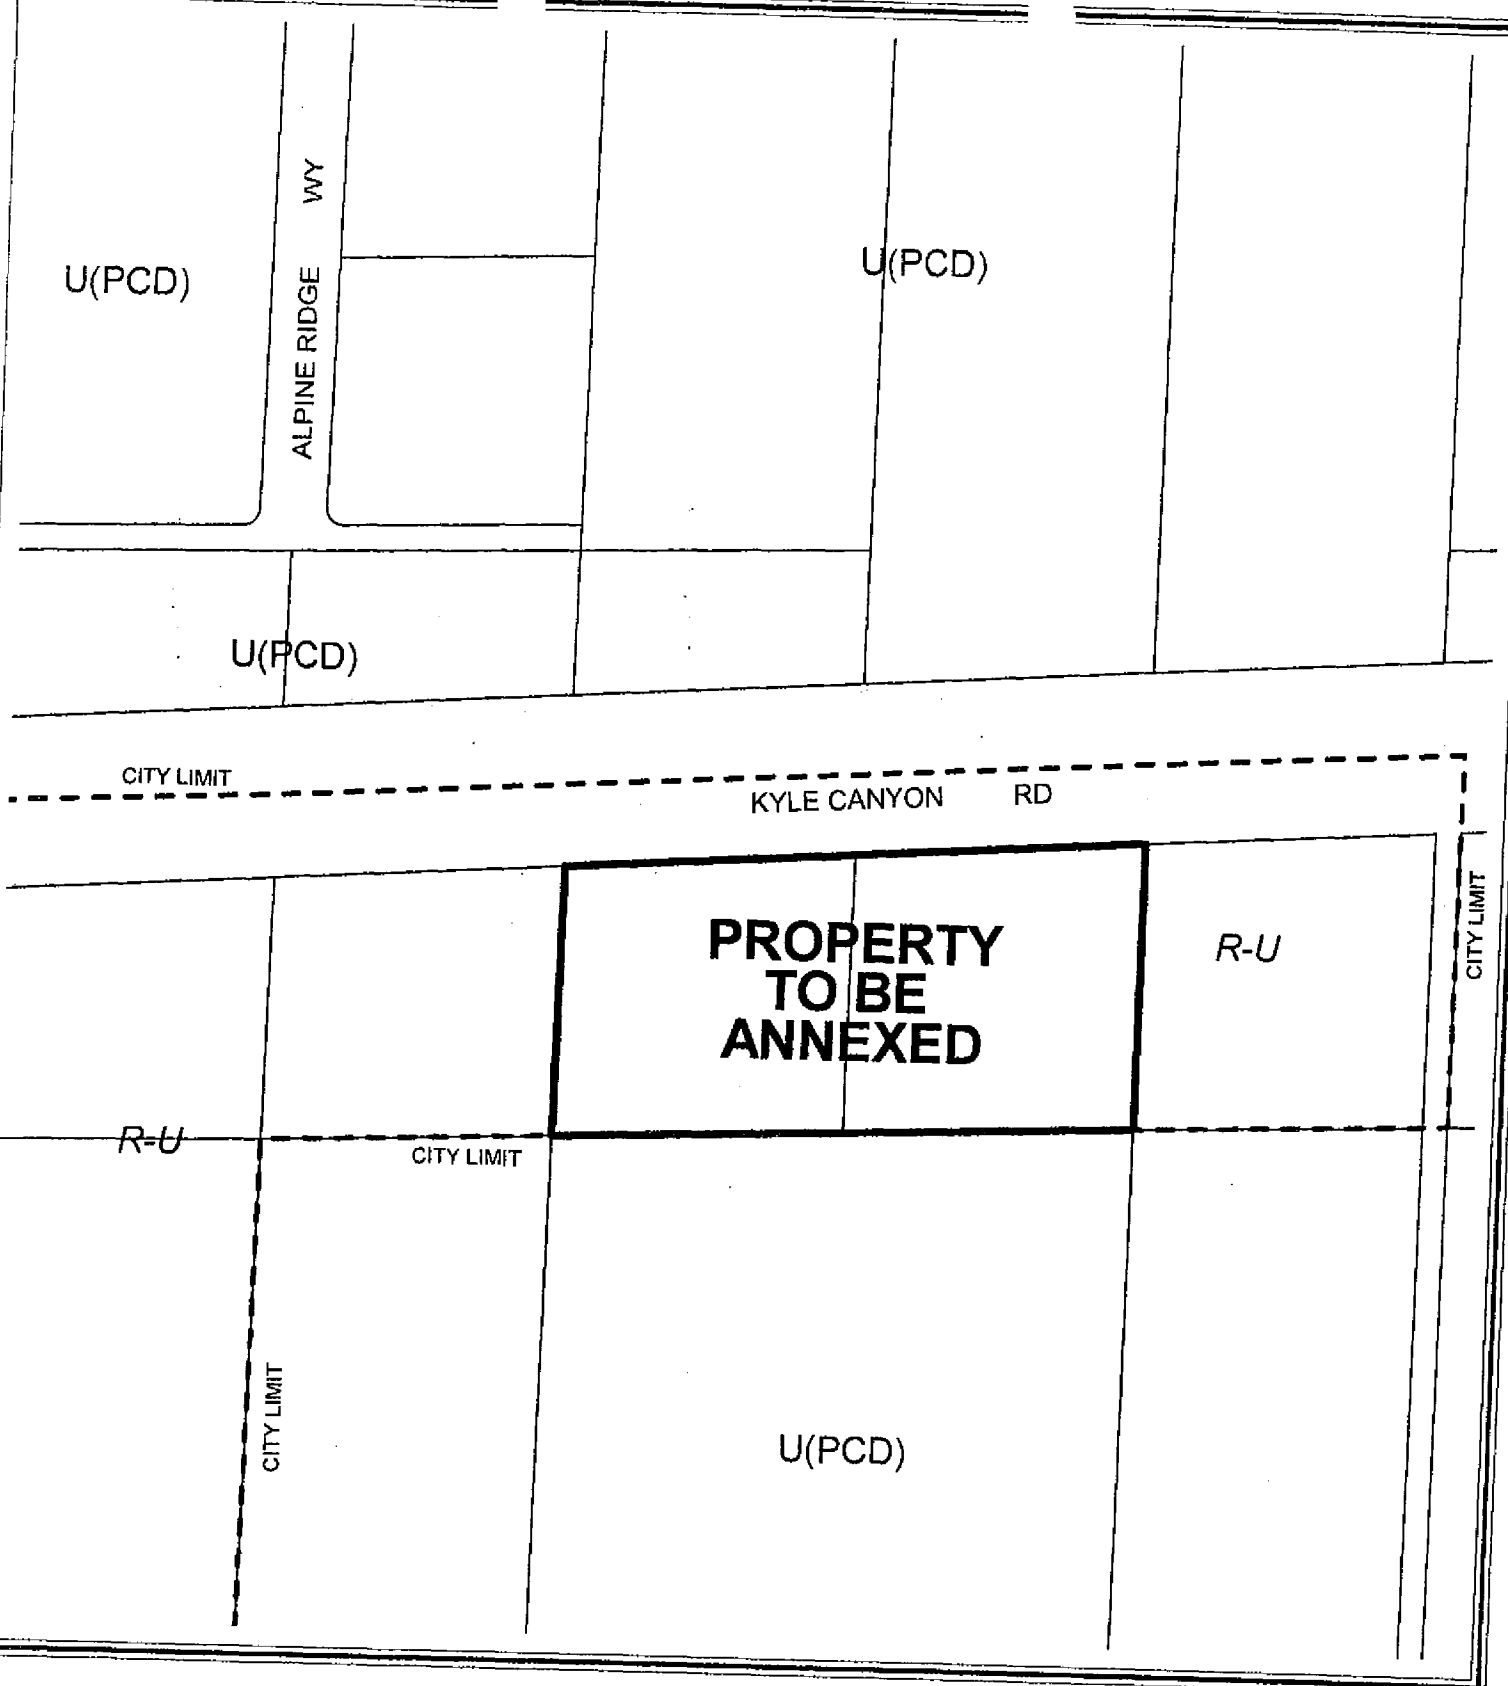 WY
ALPINE RIDGE
U(PCD)
U(PCD)
U(PCD)
CITY LIMIT
KYLE CANYON RD
PROPERTY
TO BE
ANNEXED
R-U
CITY LIMIT
R-U
CITY LIMIT
CITY LIMIT
U(PCD)